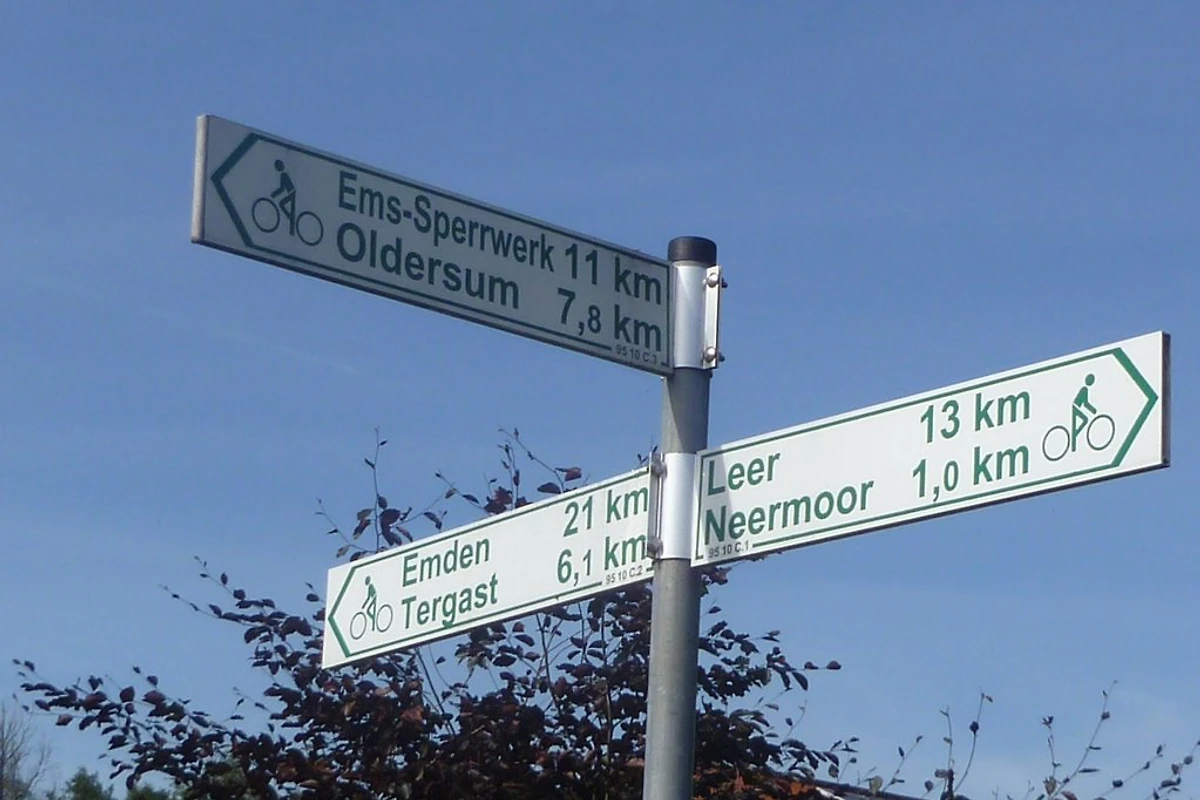 Ems-Sperrwerk 11 km
Oldersum 7,8 km
95 10 C.3
Leer 13 km
Neermoor 1,0 km
95 10 C.1
Emden 21 km
Tergast 6,1 km
95 10 C.2